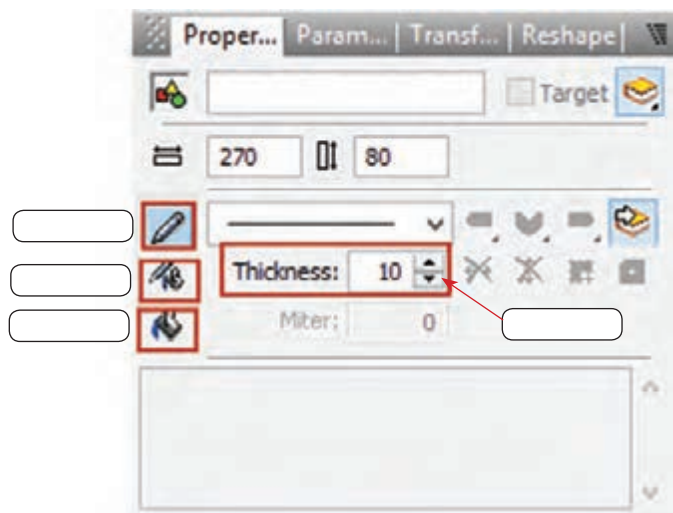 Proper... Param... | Transf... | Reshape |
Target
270 80
Thickness: 10
Miter: 0